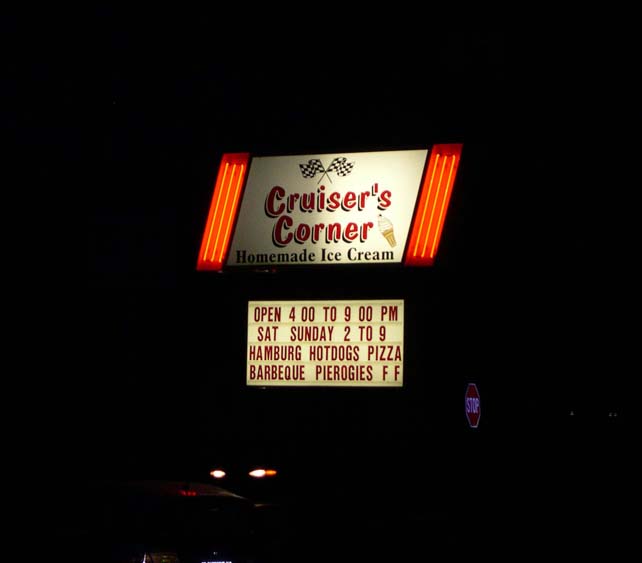 Cruiser's
Corner
Homemade Ice Cream
OPEN 4 00 TO 9 00 PM
SAT SUNDAY 2 TO 9
HAMBURG HOTDOGS PIZZA
BARBEQUE PIEROGIES F F
STOP